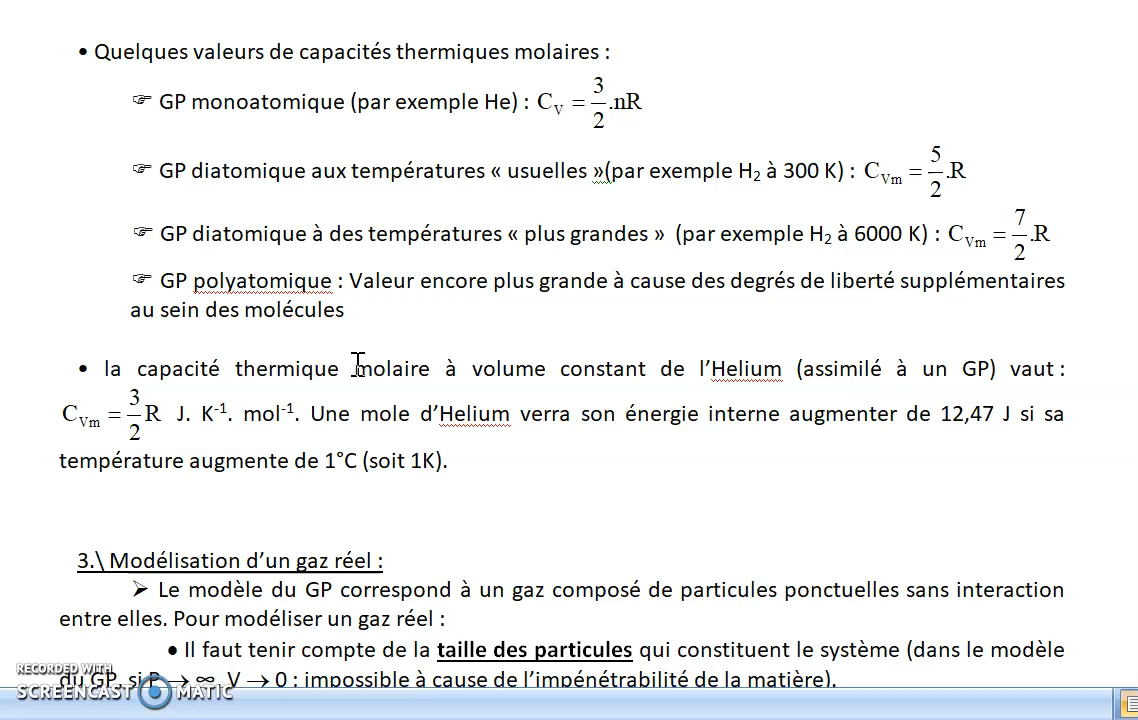 • Quelques valeurs de capacités thermiques molaires :
☞ GP monoatomique (par exemple He) : C_V = 3/2 .nR
☞ GP diatomique aux températures « usuelles »(par exemple H₂ à 300 K) : C_Vm = 5/2 .R
☞ GP diatomique à des températures « plus grandes » (par exemple H₂ à 6000 K) : C_Vm = 7/2 .R
☞ GP polyatomique : Valeur encore plus grande à cause des degrés de liberté supplémentaires
au sein des molécules
• la capacité thermique molaire à volume constant de l'Helium (assimilé à un GP) vaut :
C_Vm = 3/2 R J. K⁻¹. mol⁻¹. Une mole d'Helium verra son énergie interne augmenter de 12,47 J si sa
température augmente de 1°C (soit 1K).
3.\ Modélisation d'un gaz réel :
➢ Le modèle du GP correspond à un gaz composé de particules ponctuelles sans interaction
entre elles. Pour modéliser un gaz réel :
• Il faut tenir compte de la taille des particules qui constituent le système (dans le modèle
du GP, si P → ∞, V → 0 : impossible à cause de l'impénétrabilité de la matière).
RECORDED WITH
SCREENCAST MATIC